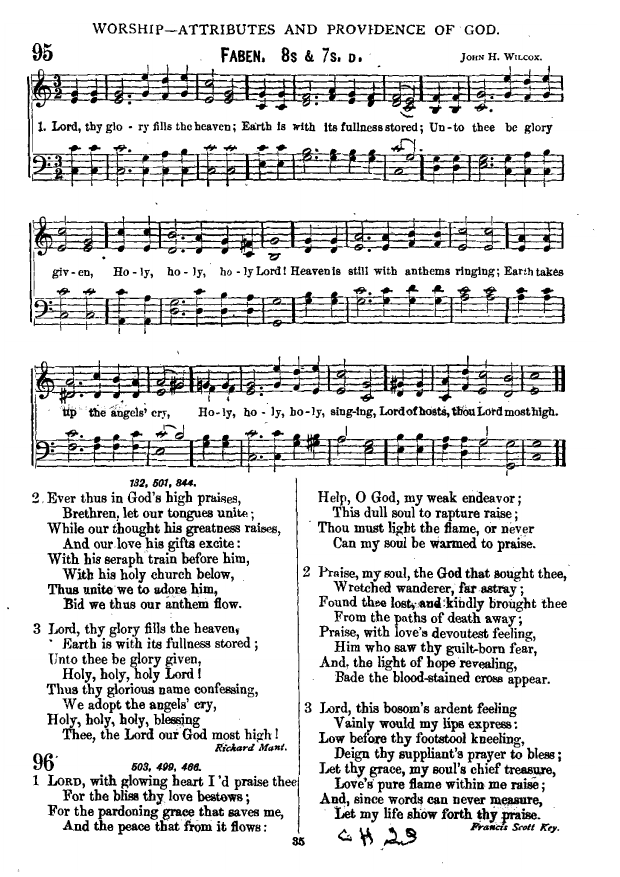 WORSHIP—ATTRIBUTES AND PROVIDENCE OF GOD.
95
FABEN. 8s & 7s. D.
JOHN H. WILCOX.
1. Lord, thy glo - ry fills the heaven; Earth is with its fullness stored; Un-to thee be glory
giv-en, Ho-ly, ho-ly, ho-ly Lord! Heaven is still with anthems ringing; Earth takes
up the angels' cry, Ho-ly, ho-ly, ho-ly, sing-ing, Lord of hosts, thou Lord most high.
132, 501, 844.
2 Ever thus in God's high praises,
Brethren, let our tongues unite;
While our thought his greatness raises,
And our love his gifts excite:
With his seraph train before him,
With his holy church below,
Thus unite we to adore him,
Bid we thus our anthem flow.
3 Lord, thy glory fills the heaven,
Earth is with its fullness stored;
Unto thee be glory given,
Holy, holy, holy Lord!
Thus thy glorious name confessing,
We adopt the angels' cry,
Holy, holy, holy, blessing
Thee, the Lord our God most high!
Richard Mant.
96
503, 499, 466.
1 LORD, with glowing heart I'd praise thee
For the bliss thy love bestows;
For the pardoning grace that saves me,
And the peace that from it flows:
Help, O God, my weak endeavor;
This dull soul to rapture raise;
Thou must light the flame, or never
Can my soul be warmed to praise.
2 Praise, my soul, the God that sought thee,
Wretched wanderer, far astray;
Found thee lost, and kindly brought thee
From the paths of death away;
Praise, with love's devoutest feeling,
Him who saw thy guilt-born fear,
And, the light of hope revealing,
Bade the blood-stained cross appear.
3 Lord, this bosom's ardent feeling
Vainly would my lips express:
Low before thy footstool kneeling,
Deign thy suppliant's prayer to bless;
Let thy grace, my soul's chief treasure,
Love's pure flame within me raise;
And, since words can never measure,
Let my life show forth thy praise.
Francis Scott Key.
35